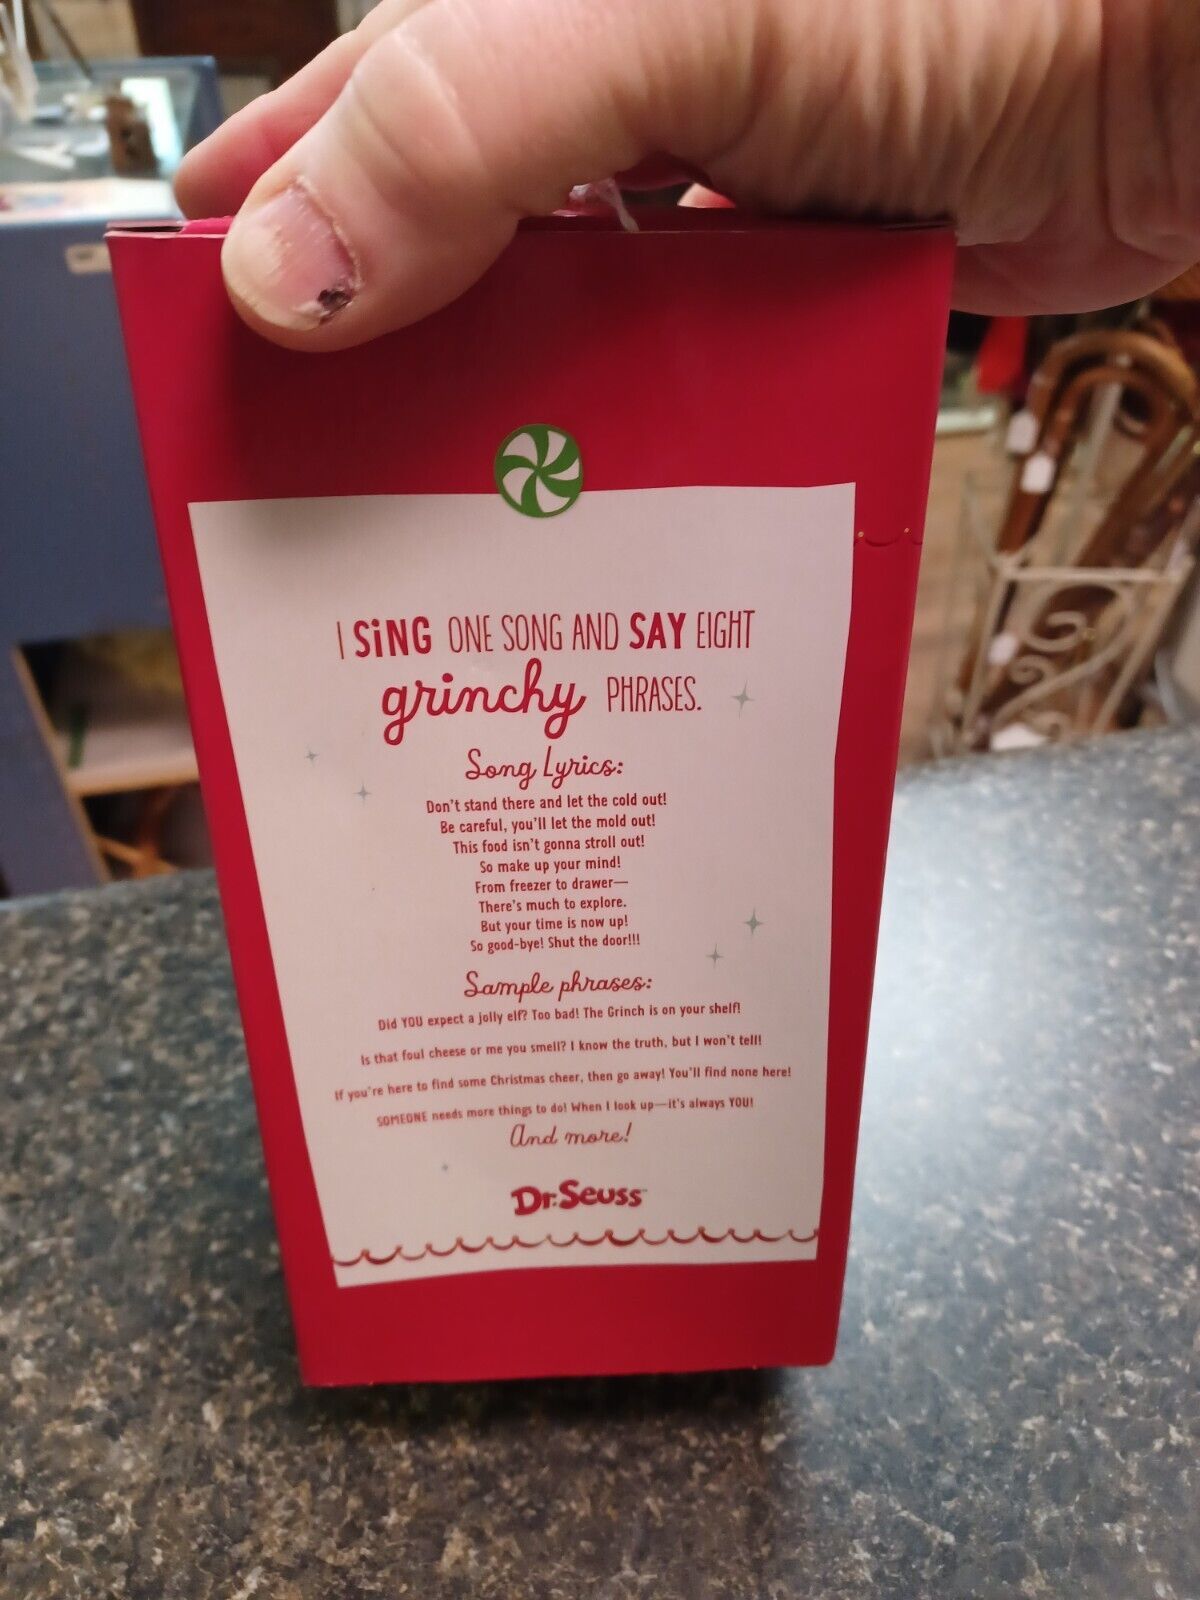 I SiNG ONE SONG AND SAY EIGHT
grinchy PHRASES.
Song Lyrics:
Don't stand there and let the cold out!
Be careful, you'll let the mold out!
This food isn't gonna stroll out!
So make up your mind!
From freezer to drawer—
There's much to explore.
But your time is now up!
So good-bye! Shut the door!!!
Sample phrases:
Did YOU expect a jolly elf? Too bad! The Grinch is on your shelf!
Is that foul cheese or me you smell? I know the truth, but I won't tell!
If you're here to find some Christmas cheer, then go away! You'll find none here!
SOMEONE needs more things to do! When I look up—it's always YOU!
And more!
Dr. Seuss™